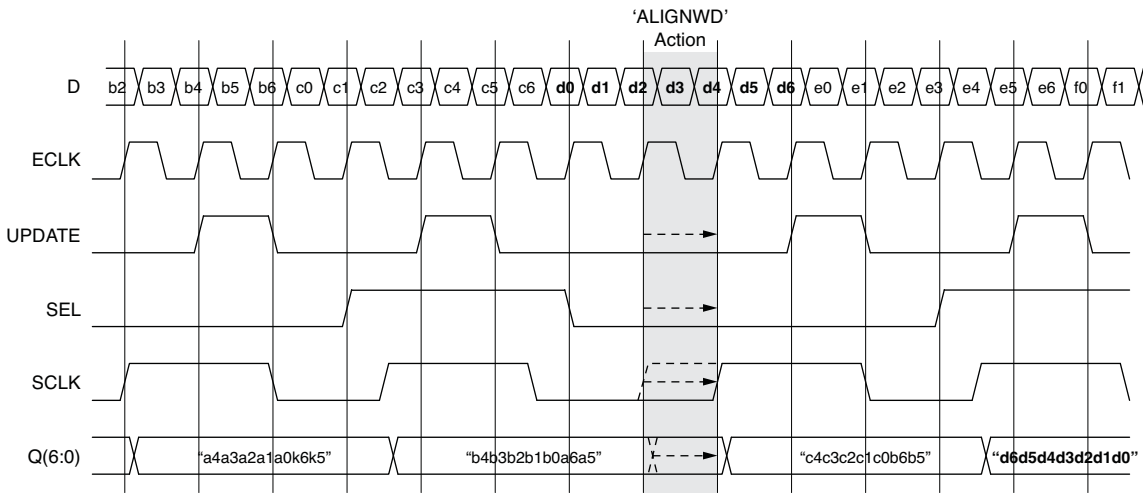 ‘ALIGNWD’
Action
D b2 b3 b4 b5 b6 c0 c1 c2 c3 c4 c5 c6 d0 d1 d2 d3 d4 d5 d6 e0 e1 e2 e3 e4 e5 e6 f0 f1
ECLK
UPDATE
SEL
SCLK
Q(6:0) “a4a3a2a1a0k6k5” “b4b3b2b1b0a6a5” “c4c3c2c1c0b6b5” “d6d5d4d3d2d1d0”